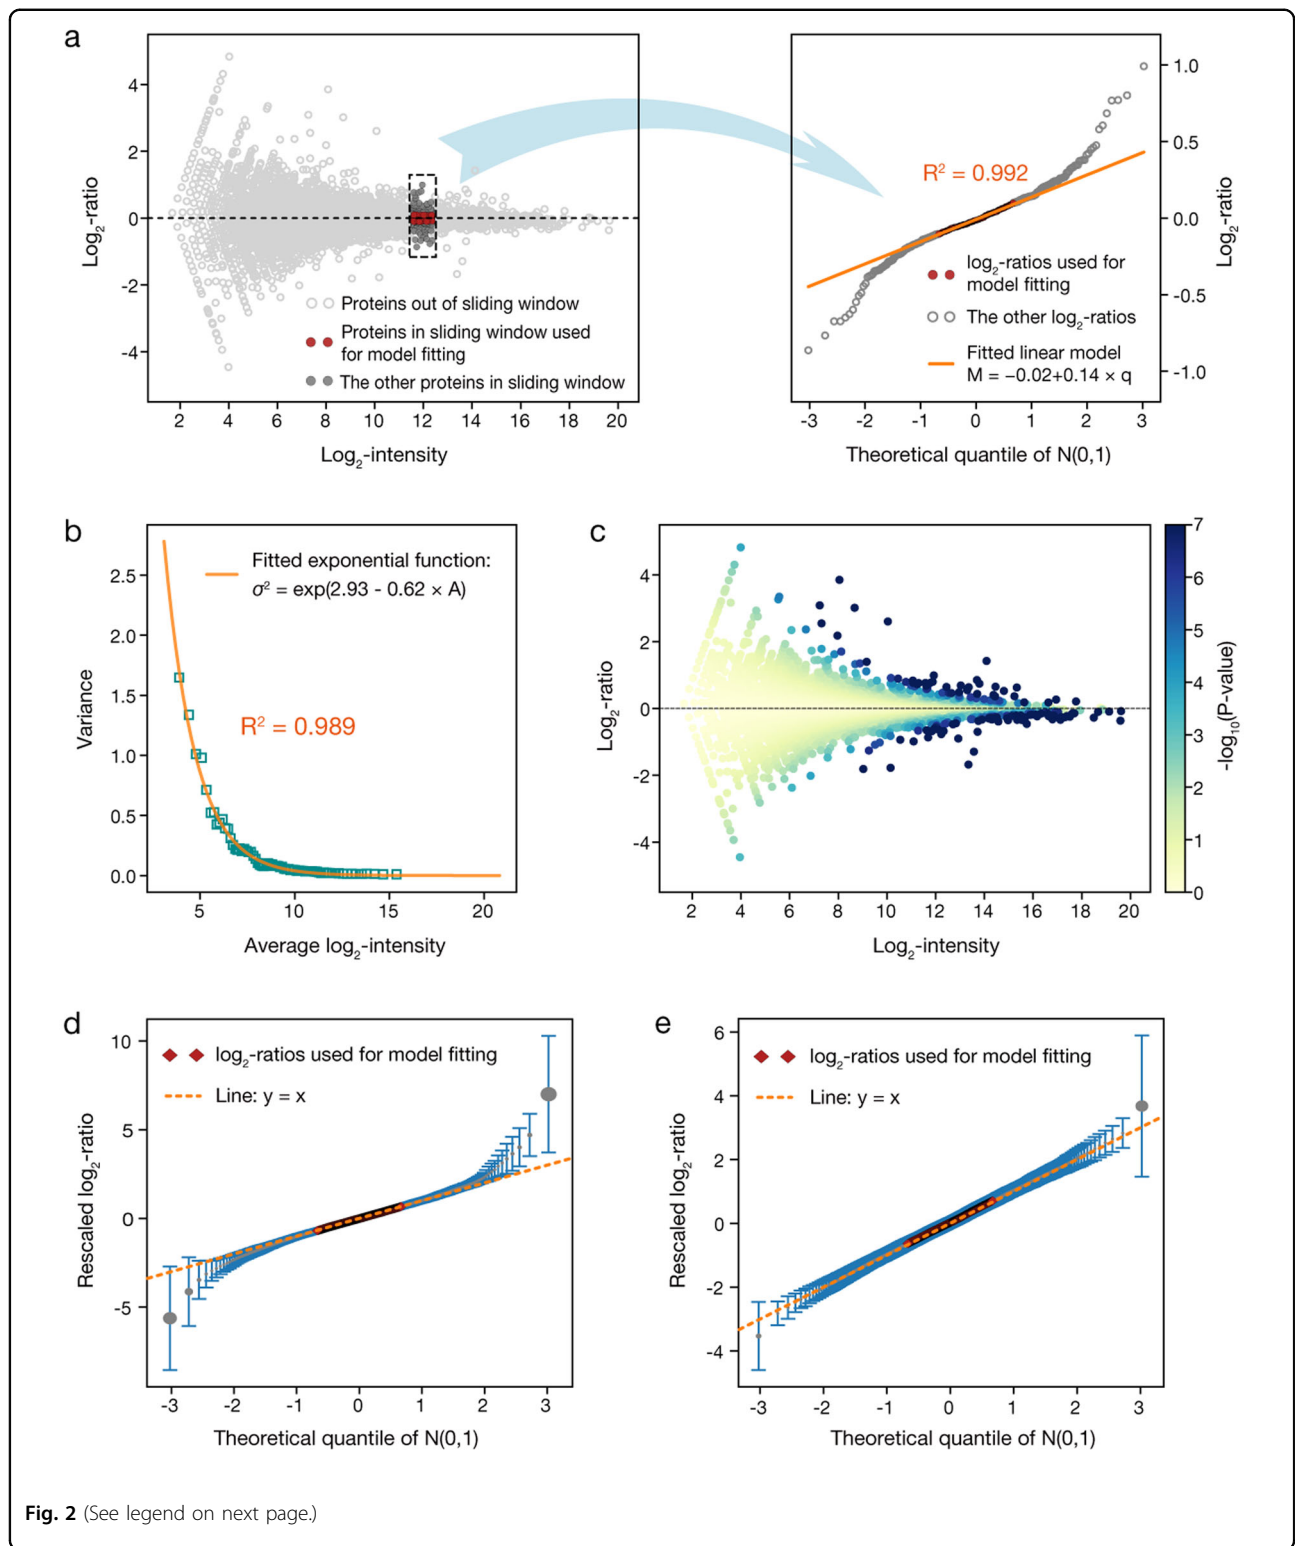 a
4
2
0
-2
-4
Log2-ratio
Proteins out of sliding window
Proteins in sliding window used
for model fitting
The other proteins in sliding window
2 4 6 8 10 12 14 16 18 20
Log2-intensity
1.0
0.5
0.0
-0.5
-1.0
Log2-ratio
R² = 0.992
log2-ratios used for
model fitting
The other log2-ratios
Fitted linear model
M = −0.02+0.14 × q
-3 -2 -1 0 1 2 3
Theoretical quantile of N(0,1)
b
2.5
2.0
1.5
1.0
0.5
0.0
Variance
Fitted exponential function:
σ² = exp(2.93 - 0.62 × A)
R² = 0.989
5 10 15 20
Average log2-intensity
c
4
2
0
-2
-4
Log2-ratio
2 4 6 8 10 12 14 16 18 20
Log2-intensity
7
6
5
4
3
2
1
0
-log10(P-value)
d
10
5
0
-5
Rescaled log2-ratio
log2-ratios used for model fitting
Line: y = x
-3 -2 -1 0 1 2 3
Theoretical quantile of N(0,1)
e
6
4
2
0
-2
-4
Rescaled log2-ratio
log2-ratios used for model fitting
Line: y = x
-3 -2 -1 0 1 2 3
Theoretical quantile of N(0,1)
Fig. 2 (See legend on next page.)